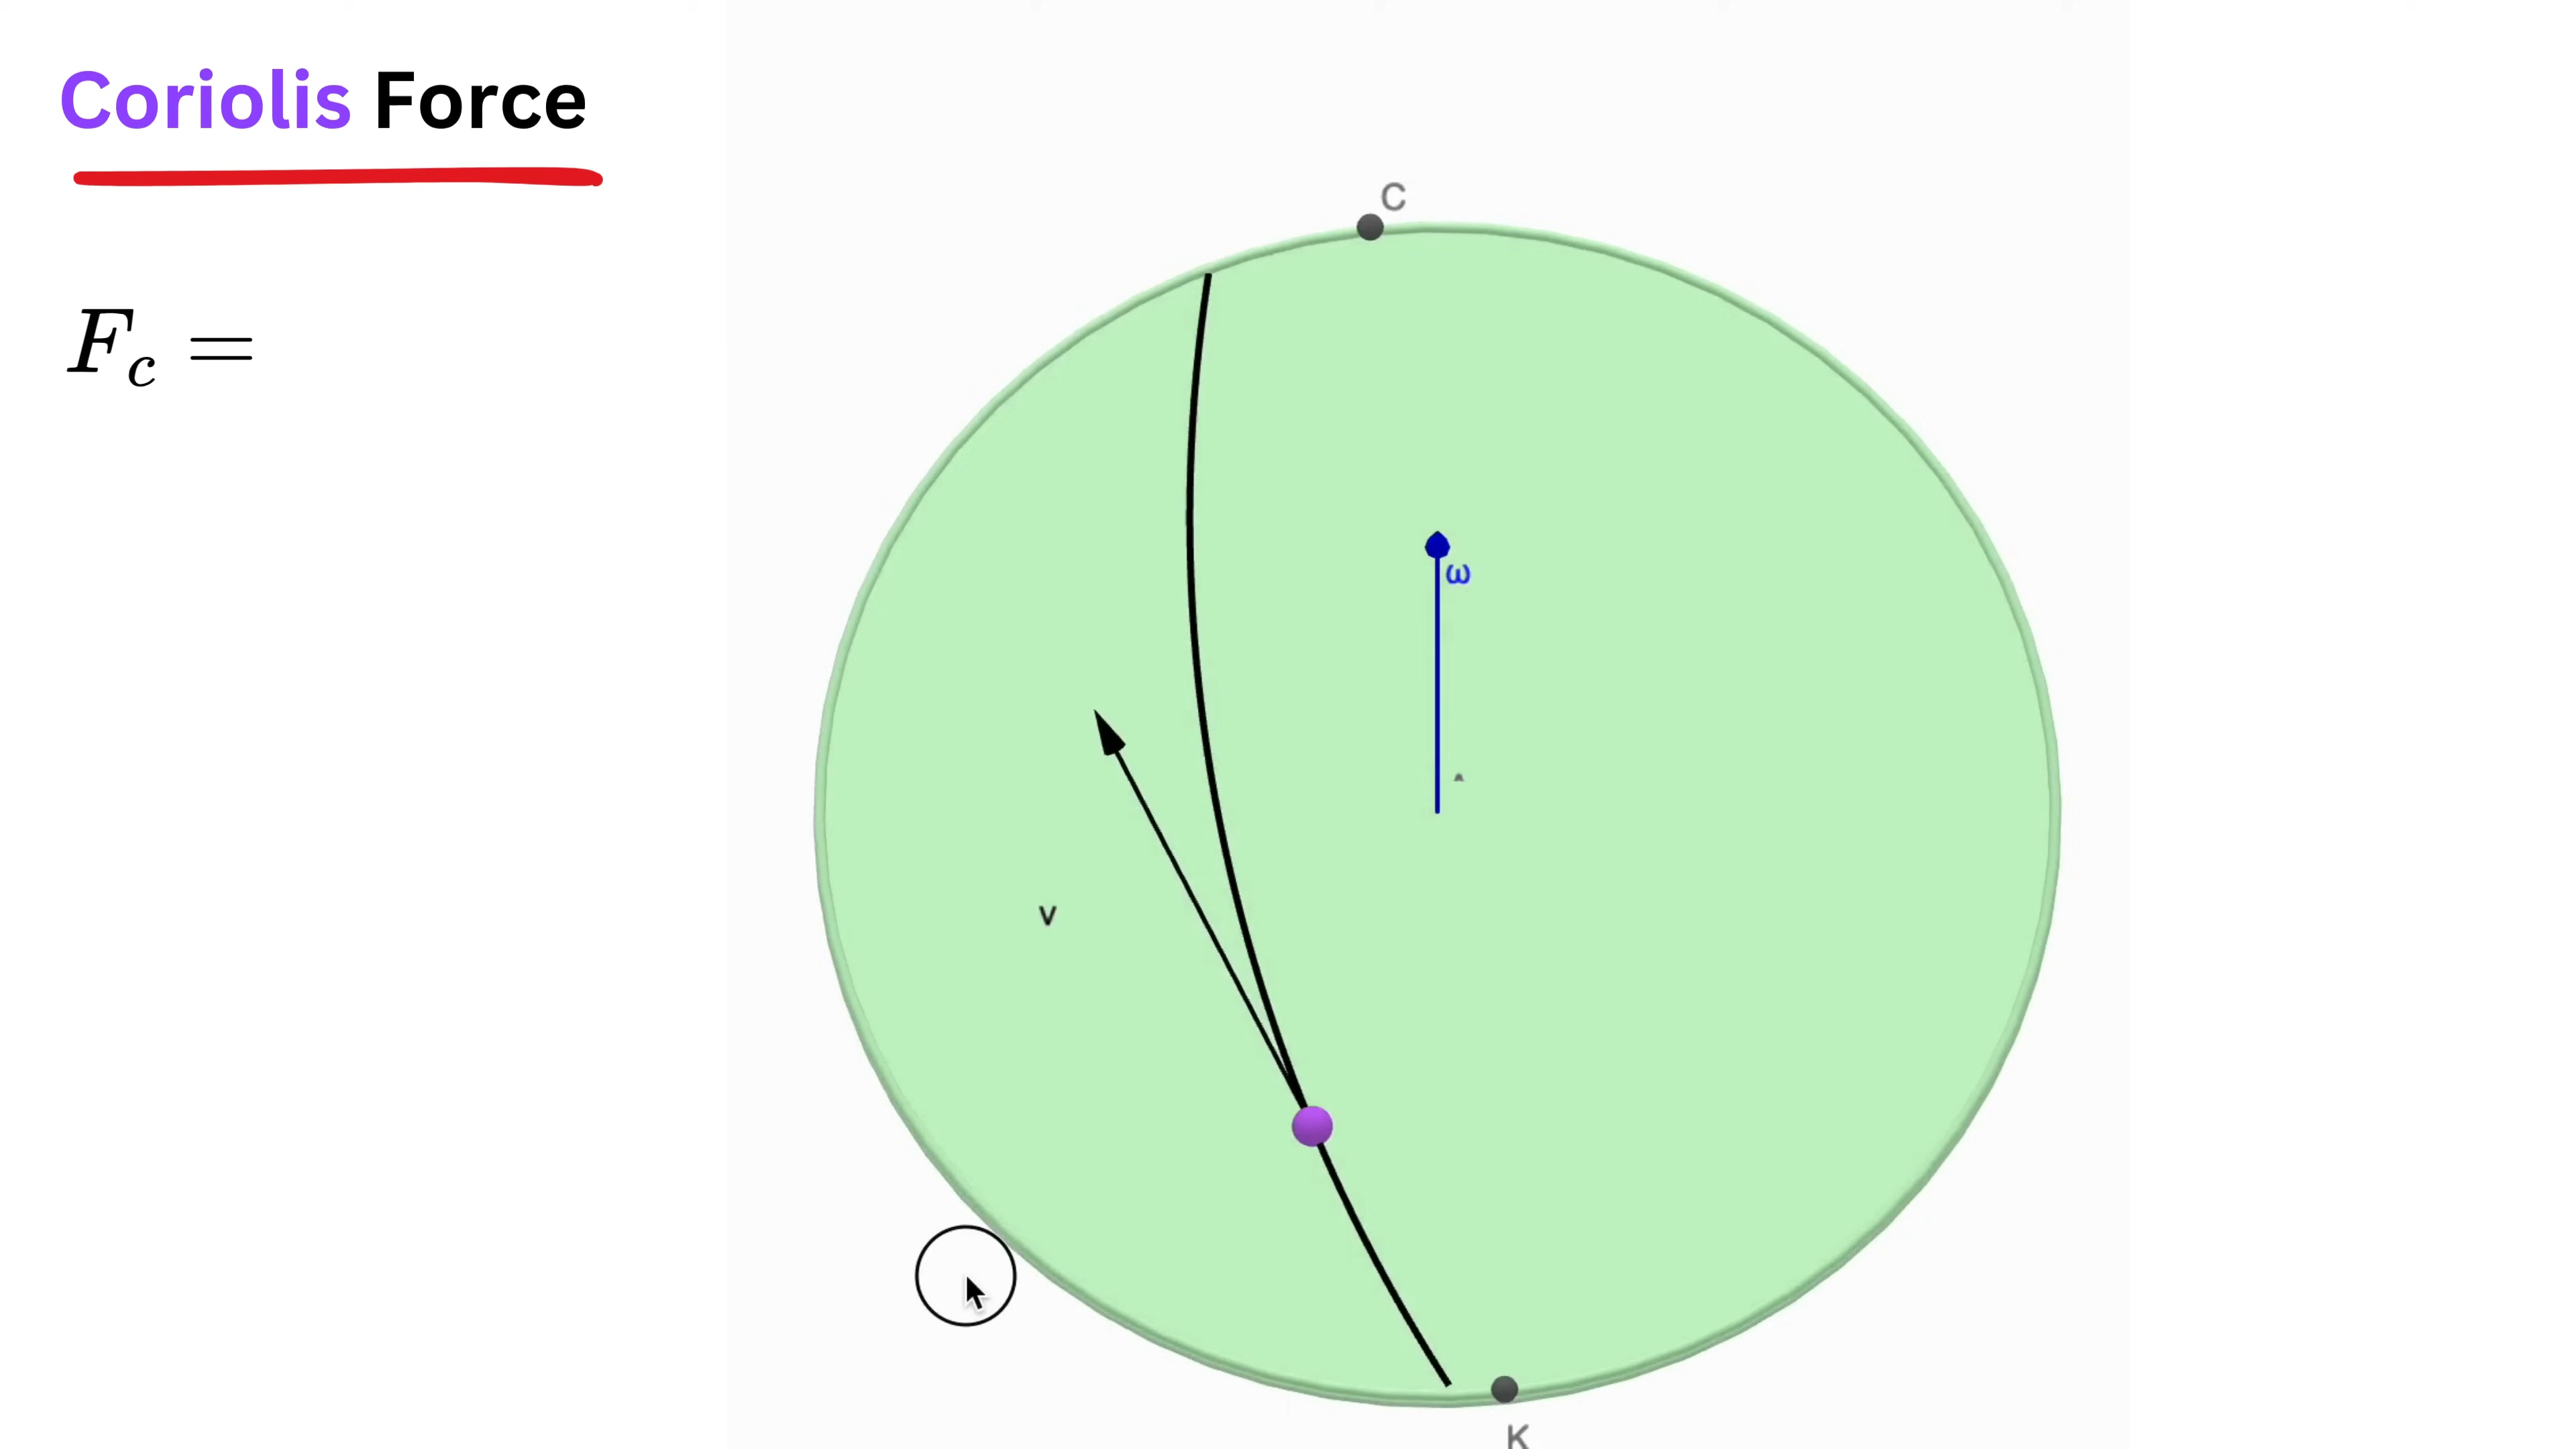 Coriolis Force
F_c =
C
ω
v
K